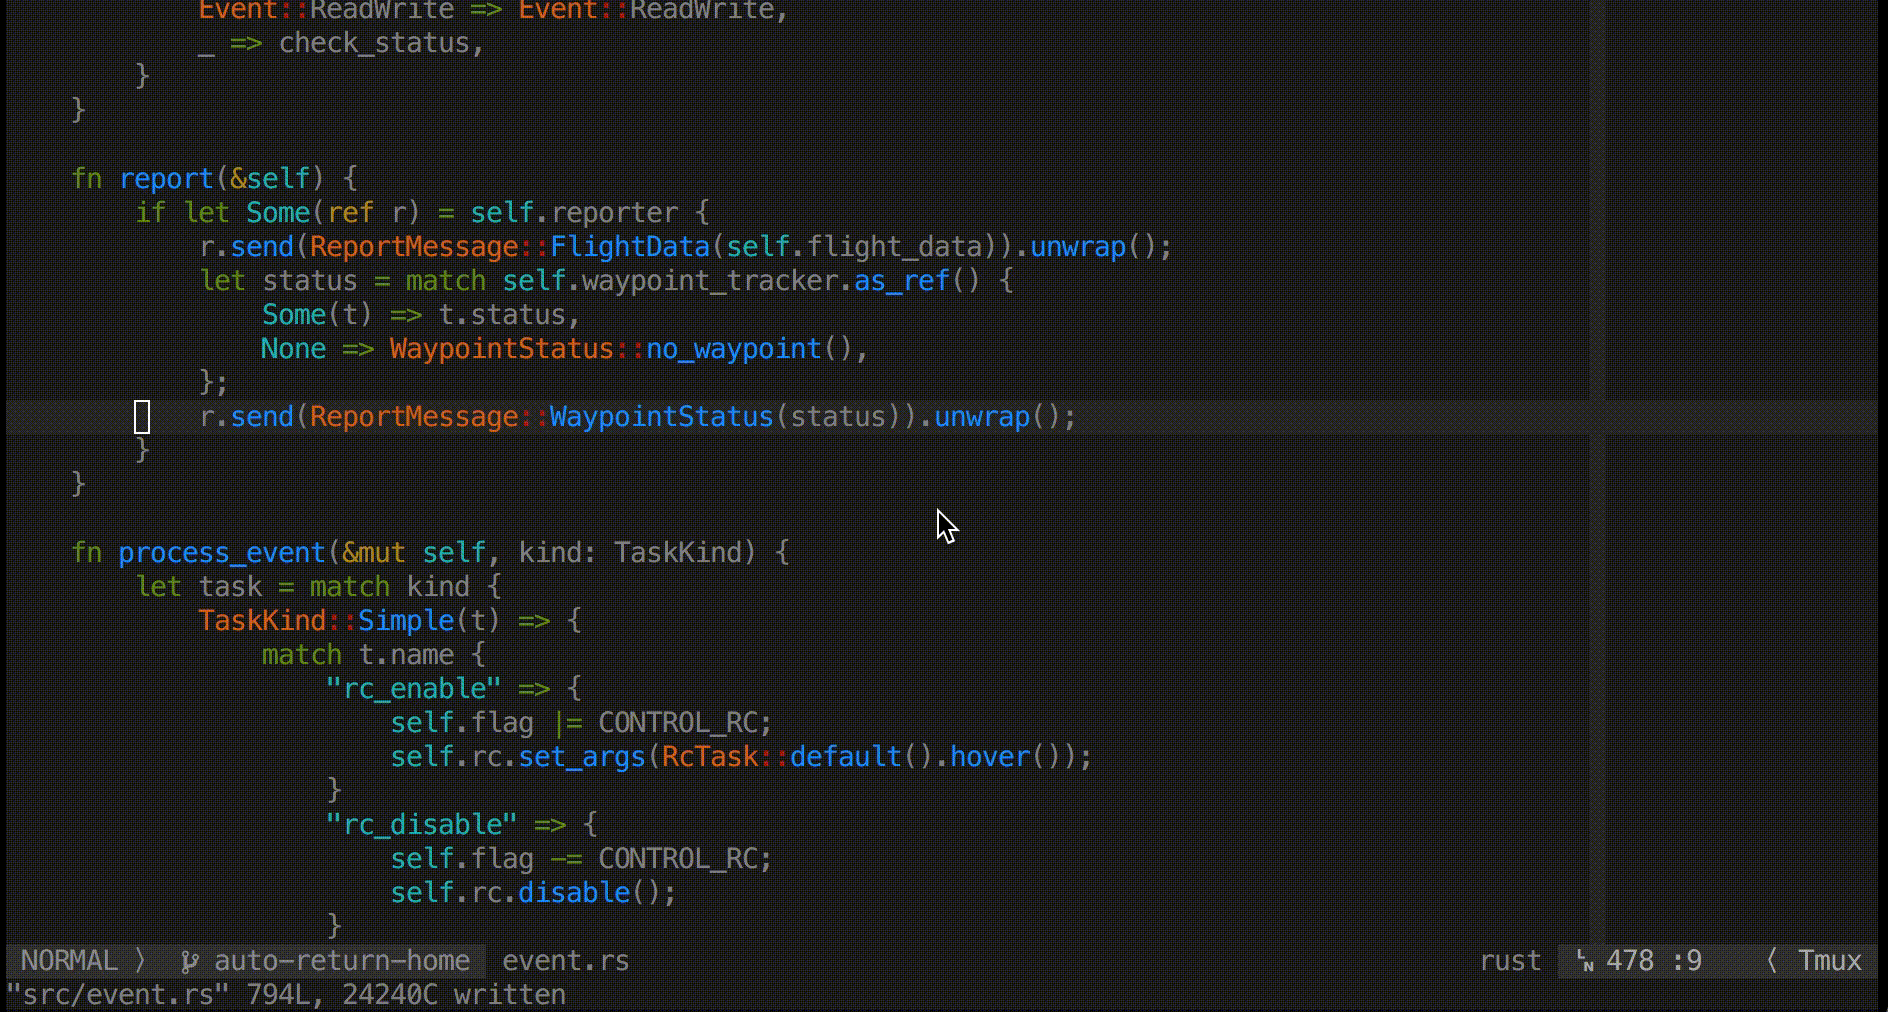 Event::ReadWrite => Event::ReadWrite,
_ => check_status,
}
}
fn report(&self) {
if let Some(ref r) = self.reporter {
r.send(ReportMessage::FlightData(self.flight_data)).unwrap();
let status = match self.waypoint_tracker.as_ref() {
Some(t) => t.status,
None => WaypointStatus::no_waypoint(),
};
r.send(ReportMessage::WaypointStatus(status)).unwrap();
}
}
fn process_event(&mut self, kind: TaskKind) {
let task = match kind {
TaskKind::Simple(t) => {
match t.name {
"rc_enable" => {
self.flag |= CONTROL_RC;
self.rc.set_args(RcTask::default().hover());
}
"rc_disable" => {
self.flag -= CONTROL_RC;
self.rc.disable();
}
NORMAL 〉 auto-return-home event.rs rust LN 478 :9 〈 Tmux
"src/event.rs" 794L, 24240C written